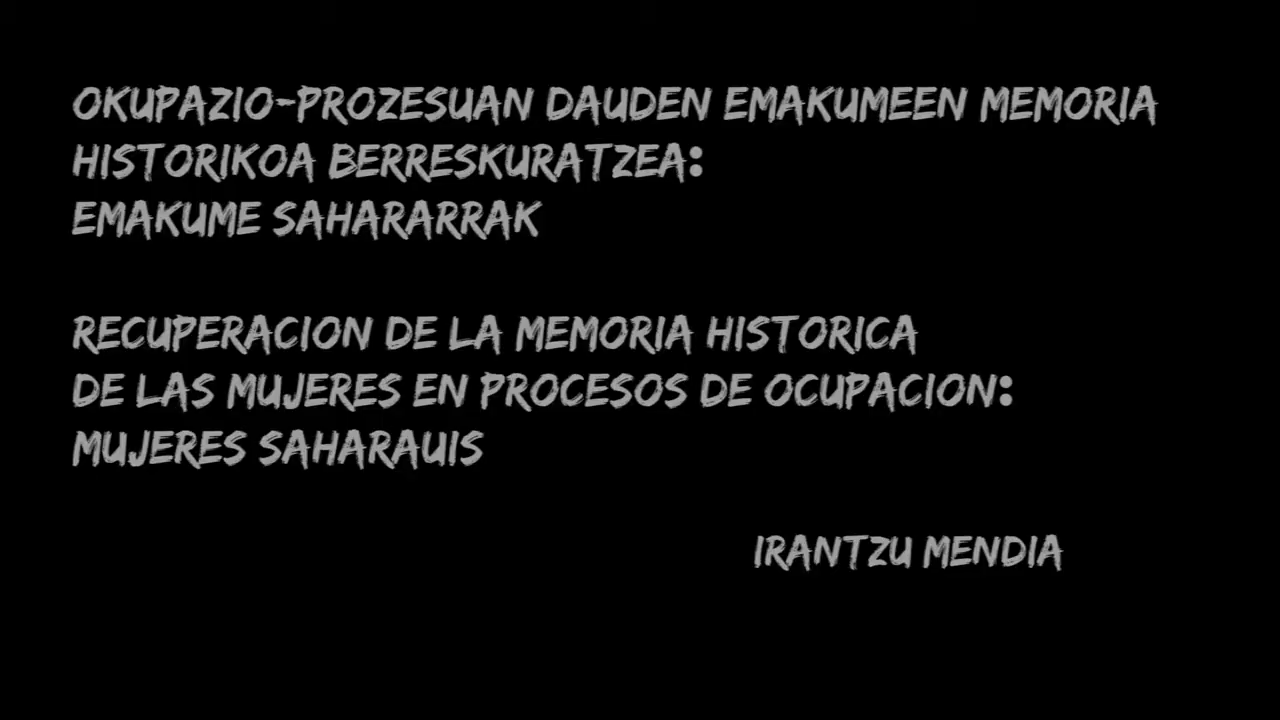 OKUPAZIO-PROZESUAN DAUDEN EMAKUMEEN MEMORIA
HISTORIKOA BERRESKURATZEA:
EMAKUME SAHARARRAK
RECUPERACION DE LA MEMORIA HISTORICA
DE LAS MUJERES EN PROCESOS DE OCUPACION:
MUJERES SAHARAUIS
IRANTZU MENDIA